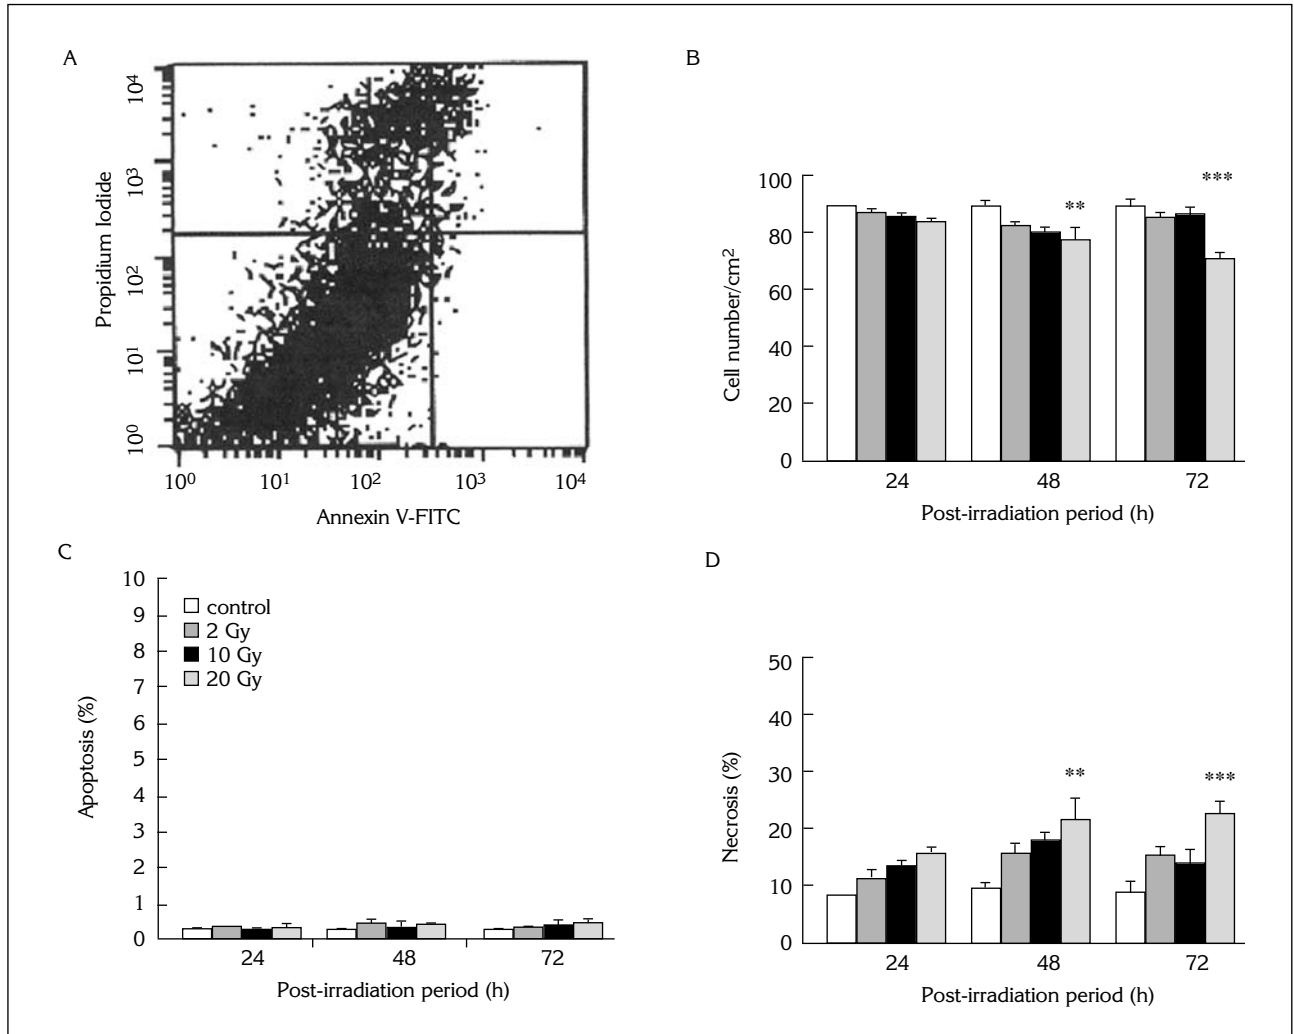 A
10⁴
10³
10²
10¹
10⁰
Propidium Iodide
10⁰ 10¹ 10² 10³ 10⁴
Annexin V-FITC
B
100
80
60
40
20
0
Cell number/cm²
**
***
24 48 72
Post-irradiation period (h)
C
10
9
8
7
6
5
4
3
2
1
0
Apoptosis (%)
control
2 Gy
10 Gy
20 Gy
24 48 72
Post-irradiation period (h)
D
50
40
30
20
10
0
Necrosis (%)
**
***
24 48 72
Post-irradiation period (h)